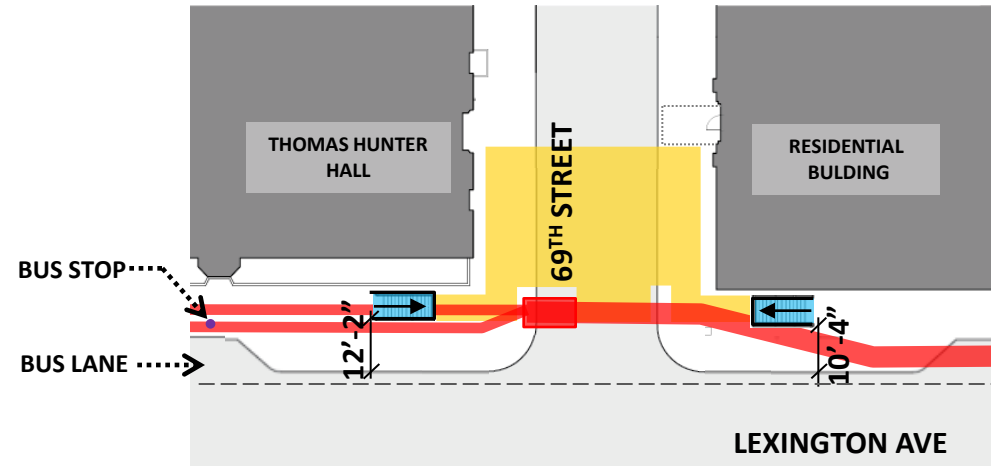 THOMAS HUNTER
HALL
69TH STREET
RESIDENTIAL
BULDING
BUS STOP
BUS LANE
12’-2”
10’-4”
LEXINGTON AVE